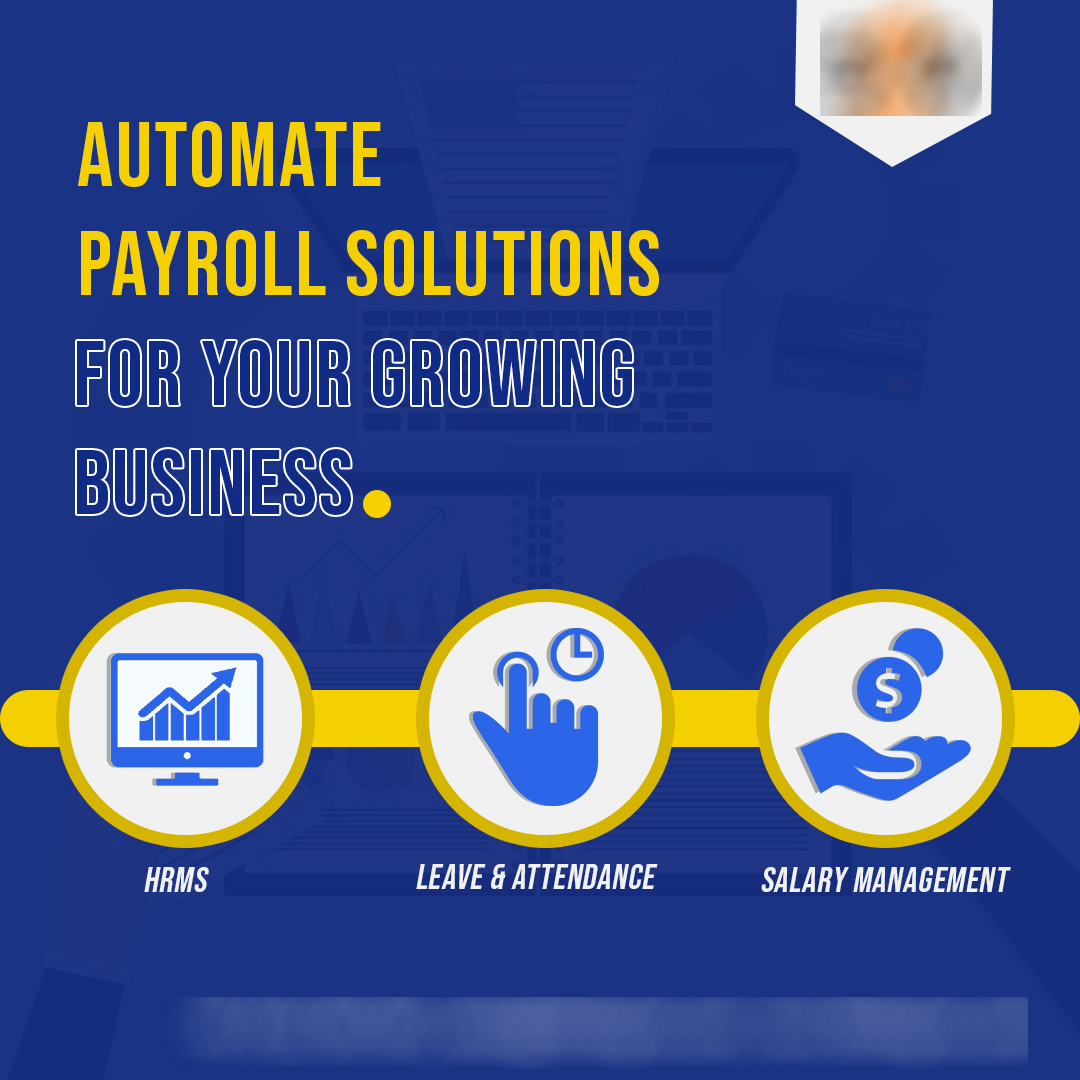 AUTOMATE
PAYROLL SOLUTIONS
FOR YOUR GROWING
BUSINESS.
$
HRMS
LEAVE & ATTENDANCE
SALARY MANAGEMENT